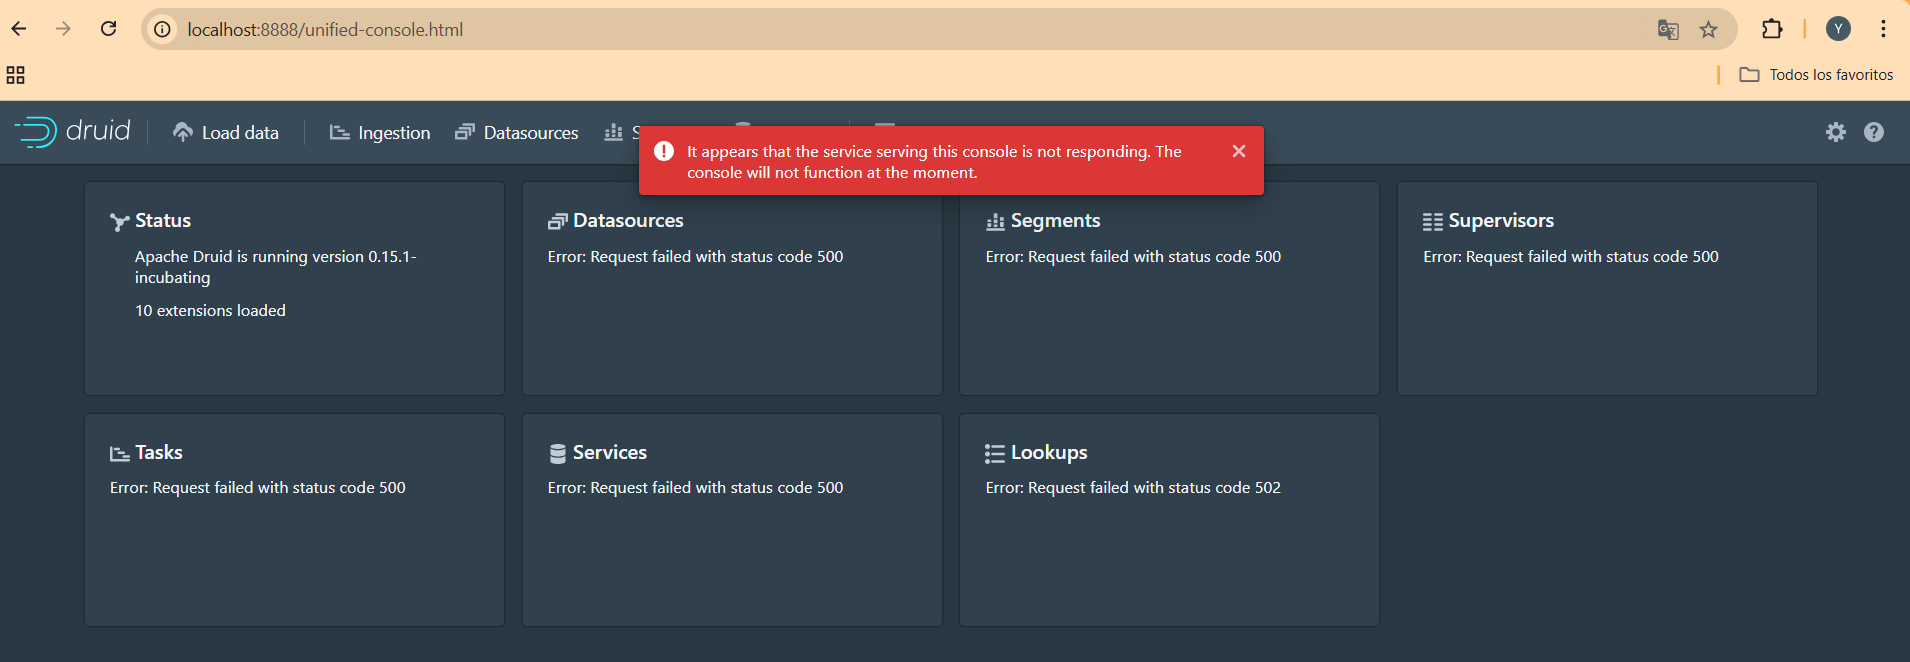 localhost:8888/unified-console.html
Todos los favoritos
Y
druid
Load data
Ingestion
Datasources
It appears that the service serving this console is not responding. The
console will not function at the moment.
Status
Apache Druid is running version 0.15.1-
incubating
10 extensions loaded
Datasources
Error: Request failed with status code 500
Segments
Error: Request failed with status code 500
Supervisors
Error: Request failed with status code 500
Tasks
Error: Request failed with status code 500
Services
Error: Request failed with status code 500
Lookups
Error: Request failed with status code 502